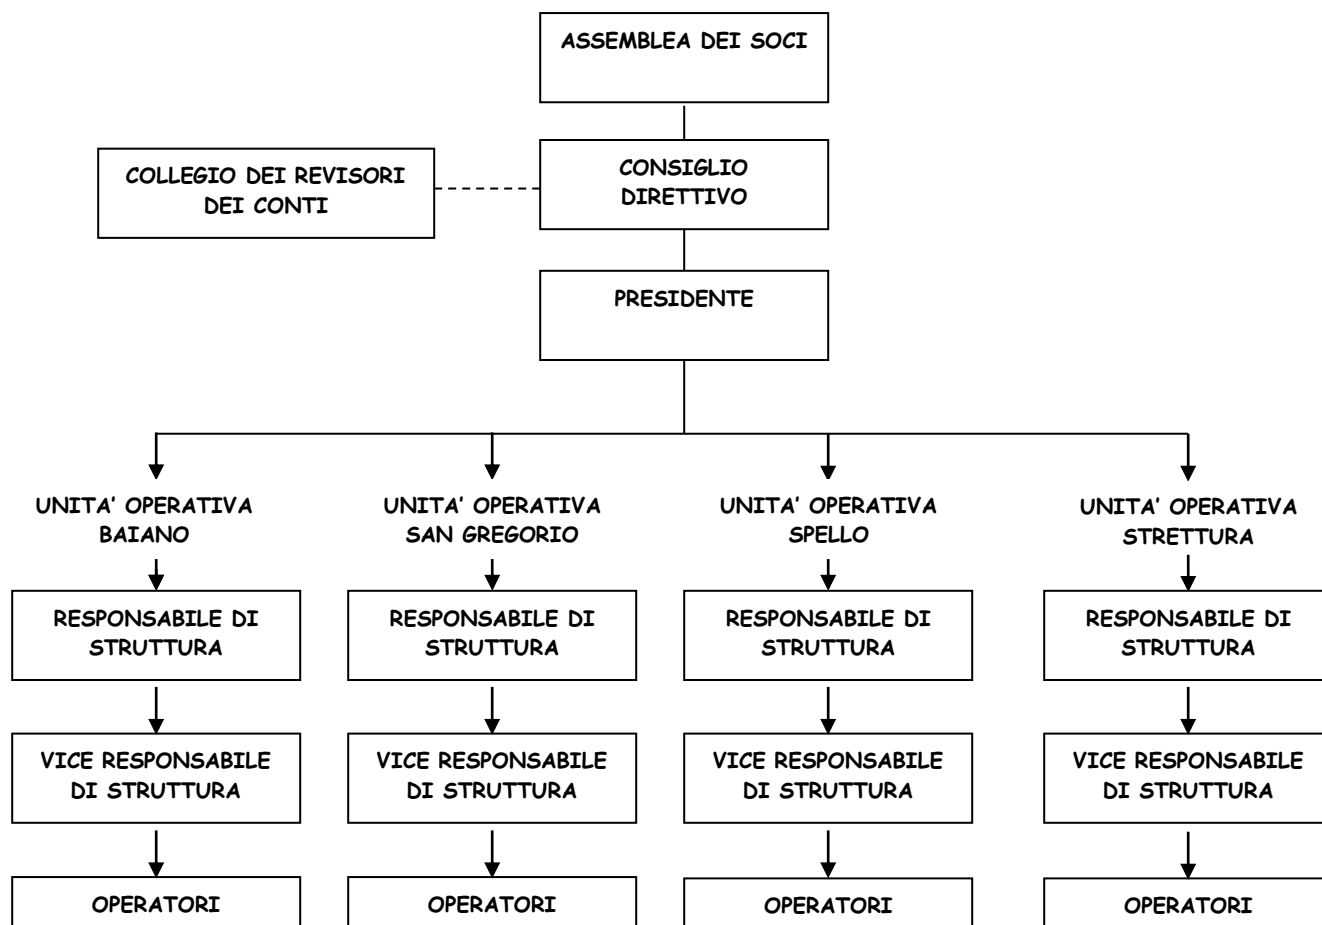 ASSEMBLEA DEI SOCI
COLLEGIO DEI REVISORI
DEI CONTI
CONSIGLIO
DIRETTIVO
PRESIDENTE
UNITA' OPERATIVA
BAIANO
UNITA' OPERATIVA
SAN GREGORIO
UNITA' OPERATIVA
SPELLO
UNITA' OPERATIVA
STRETTURA
RESPONSABILE DI
STRUTTURA
RESPONSABILE DI
STRUTTURA
RESPONSABILE DI
STRUTTURA
RESPONSABILE DI
STRUTTURA
VICE RESPONSABILE
DI STRUTTURA
VICE RESPONSABILE
DI STRUTTURA
VICE RESPONSABILE
DI STRUTTURA
VICE RESPONSABILE
DI STRUTTURA
OPERATORI
OPERATORI
OPERATORI
OPERATORI